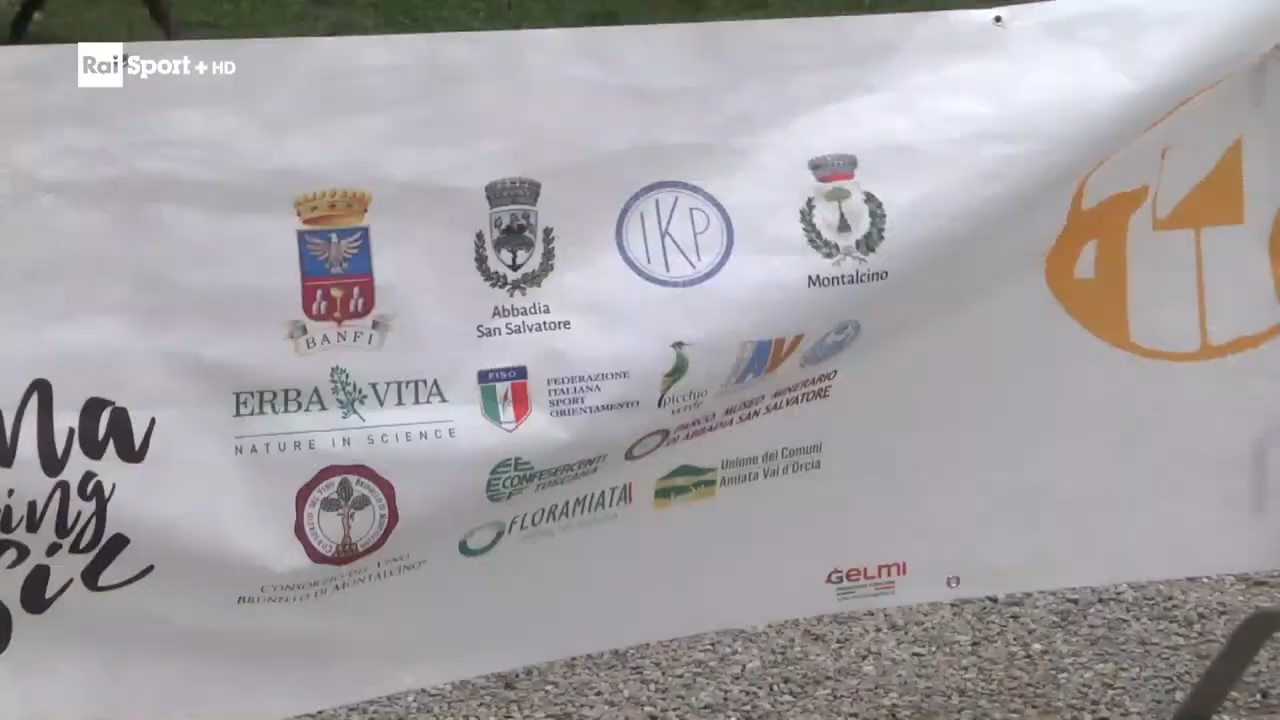 Rai Sport + HD
BANFI
Abbadia
San Salvatore
IKP
Montalcino
ERBA VITA
NATURE IN SCIENCE
FISO
FEDERAZIONE
ITALIANA
SPORT
ORIENTAMENTO
picchio
verde
PARCO MUSEO MINERARIO
DI ABBADIA SAN SALVATORE
CONFESERCENTI
TOSCANA
FLORAMIATA
Unione dei Comuni
Amiata Val d'Orcia
CONSORZIO DEL VINO
BRUNELLO DI MONTALCINO
GELMI